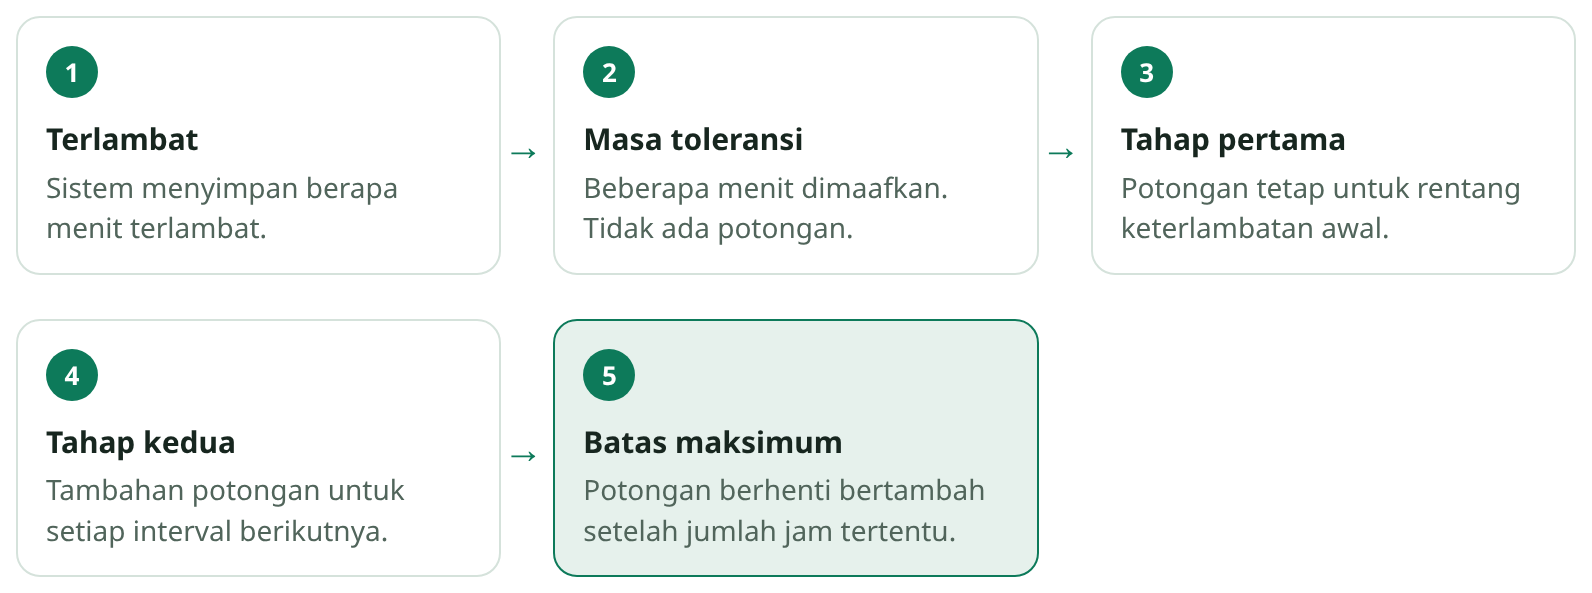 1
Terlambat
Sistem menyimpan berapa
menit terlambat.
→
2
Masa toleransi
Beberapa menit dimaafkan.
Tidak ada potongan.
→
3
Tahap pertama
Potongan tetap untuk rentang
keterlambatan awal.
4
Tahap kedua
Tambahan potongan untuk
setiap interval berikutnya.
→
5
Batas maksimum
Potongan berhenti bertambah
setelah jumlah jam tertentu.